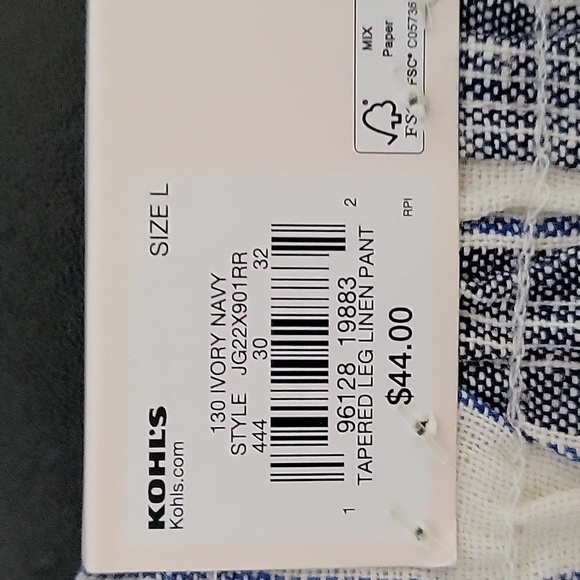 KOHL'S
Kohls.com
SIZE L
130 IVORY NAVY
STYLE JG22X901RR
444 30 32
1 96128 19883 2
TAPERED LEG LINEN PANT
$44.00
RPI
MIX
Paper
FSC® C05736